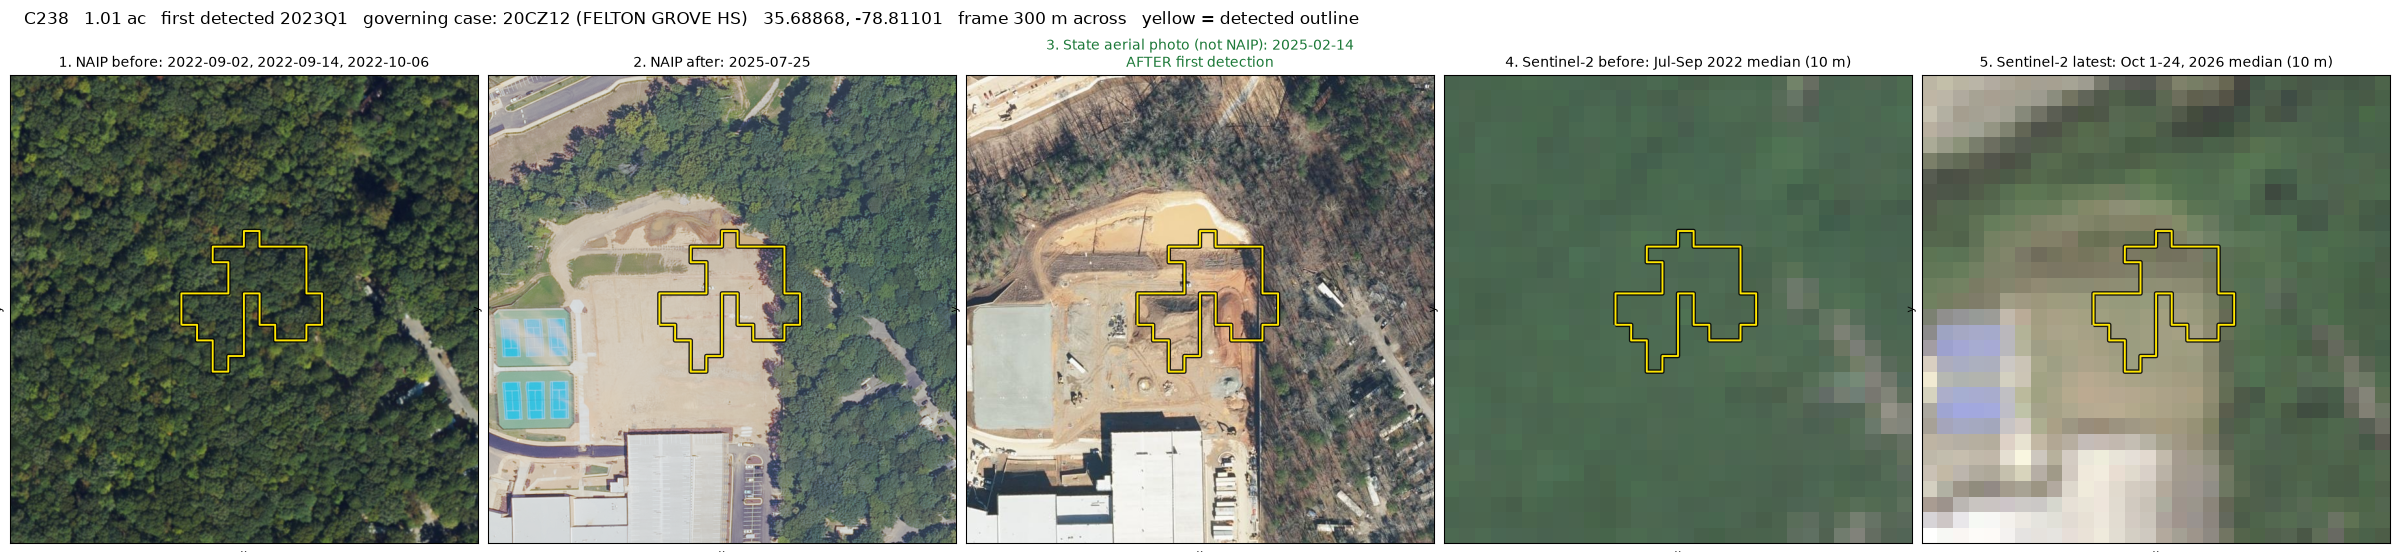 C238 1.01 ac first detected 2023Q1 governing case: 20CZ12 (FELTON GROVE HS) 35.68868, -78.81101 frame 300 m across yellow = detected outline
1. NAIP before: 2022-09-02, 2022-09-14, 2022-10-06
2. NAIP after: 2025-07-25
3. State aerial photo (not NAIP): 2025-02-14
AFTER first detection
4. Sentinel-2 before: Jul-Sep 2022 median (10 m)
5. Sentinel-2 latest: Oct 1-24, 2026 median (10 m)